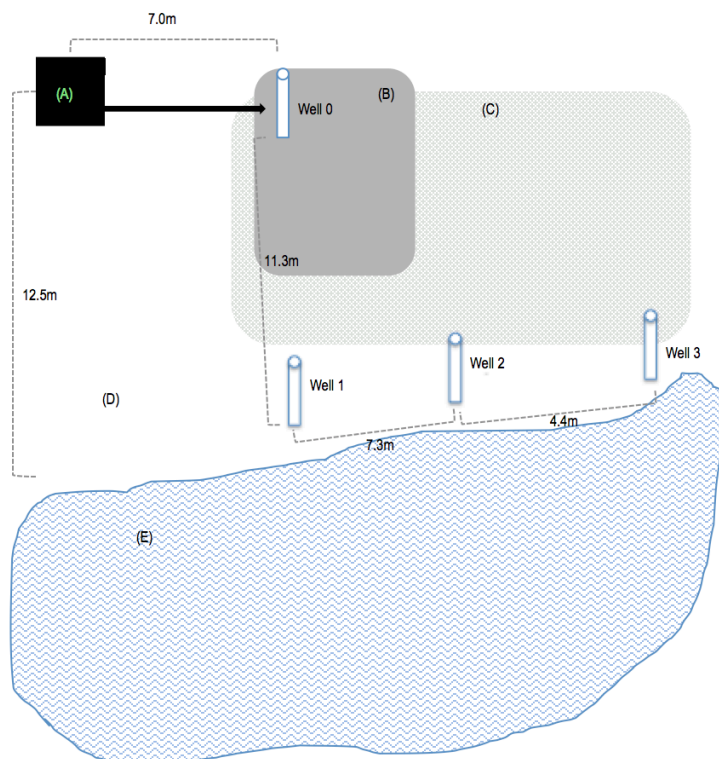 7.0m
(A)
(B)
(C)
Well 0
11.3m
12.5m
Well 3
Well 2
Well 1
(D)
4.4m
7.3m
(E)